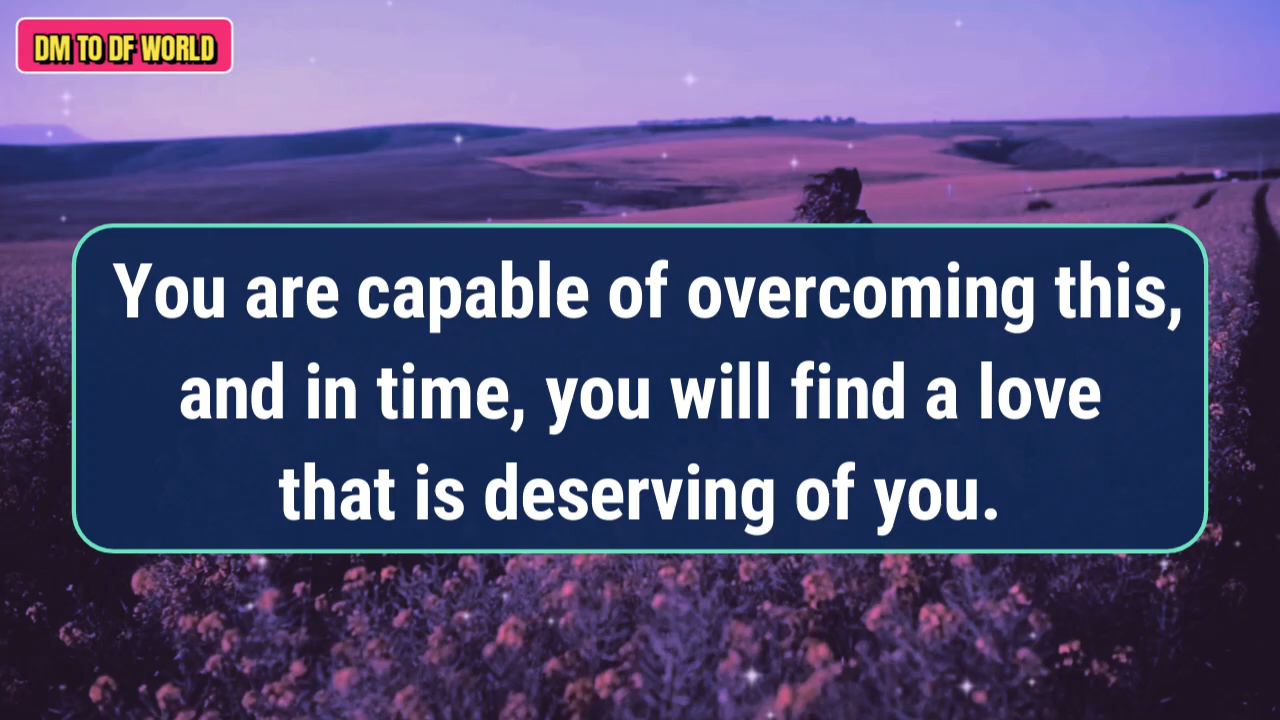 DM TO DF WORLD
You are capable of overcoming this,
and in time, you will find a love
that is deserving of you.